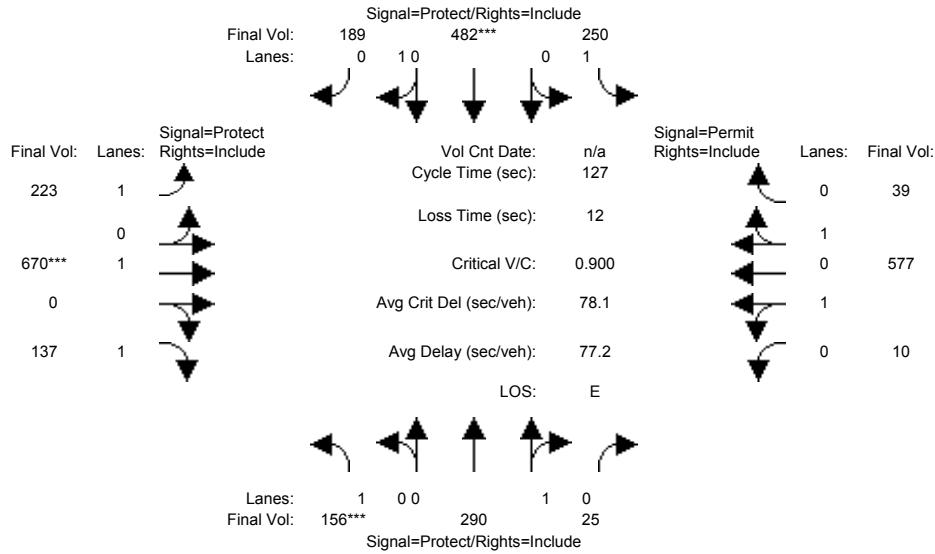 Signal=Protect/Rights=Include
Final Vol: 189 482*** 250
Lanes: 0 1 0 0 1
Signal=Protect Signal=Permit
Final Vol: Lanes: Rights=Include Vol Cnt Date: n/a Rights=Include Lanes: Final Vol:
Cycle Time (sec): 127
223 1 0 39
Loss Time (sec): 12
0 1
670*** 1 Critical V/C: 0.900 0 577
0 Avg Crit Del (sec/veh): 78.1 1
137 1 Avg Delay (sec/veh): 77.2 0 10
LOS: E
Lanes: 1 0 0 1 0
Final Vol: 156*** 290 25
Signal=Protect/Rights=Include